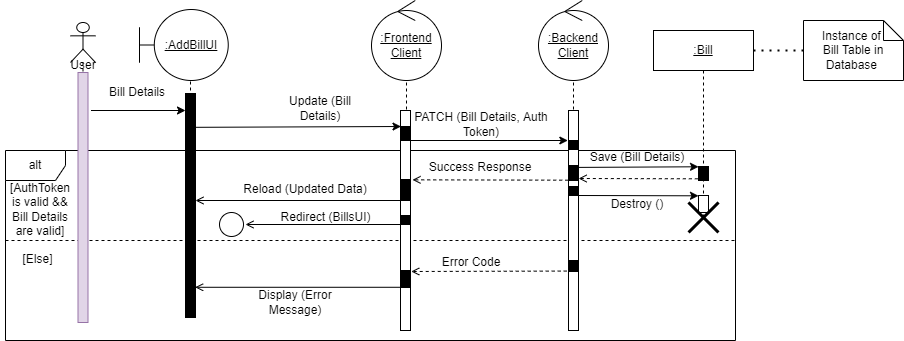 :AddBillUI
:Frontend
Client
:Backend
Client
:Bill
Instance of
Bill Table in
Database
User
Bill Details
Update (Bill
Details)
PATCH (Bill Details, Auth
Token)
alt
[AuthToken
is valid &&
Bill Details
are valid]
Save (Bill Details)
Success Response
Reload (Updated Data)
Destroy ()
Redirect (BillsUI)
[Else]
Error Code
Display (Error
Message)